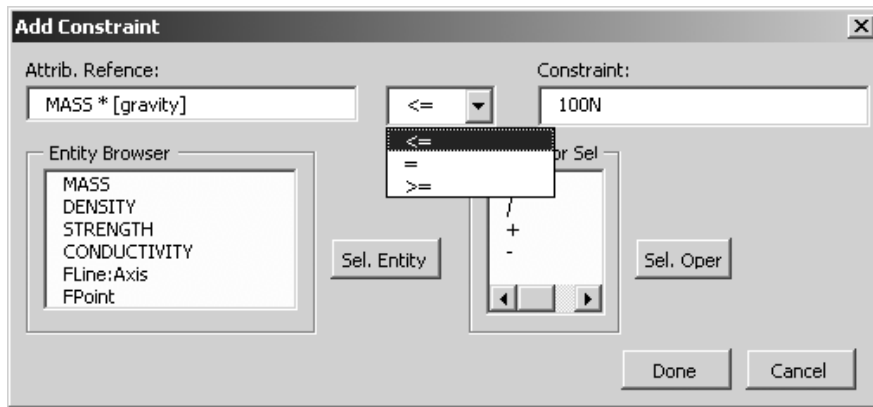 Add Constraint
Attrib. Refence:
Constraint:
MASS * [gravity]
<=
100N
<=
=
>=
Entity Browser
or Sel
MASS
DENSITY
STRENGTH
CONDUCTIVITY
FLine:Axis
FPoint
Sel. Entity
/
+
-
Sel. Oper
Done
Cancel